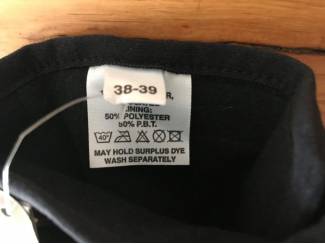 38-39
LINING:
50% POLYESTER
50% P.B.T.
40°
MAY HOLD SURPLUS DYE
WASH SEPARATELY